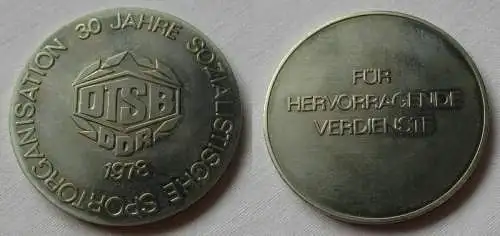 30 JAHRE SOZIALISTISCHE SPORTORGANISATION
DTSB
DDR
1978
FÜR
HERVORRAGENDE
VERDIENSTE